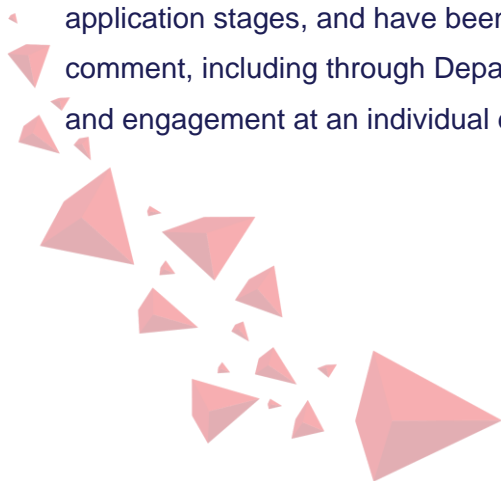 application stages, and have been
comment, including through Depa
and engagement at an individual